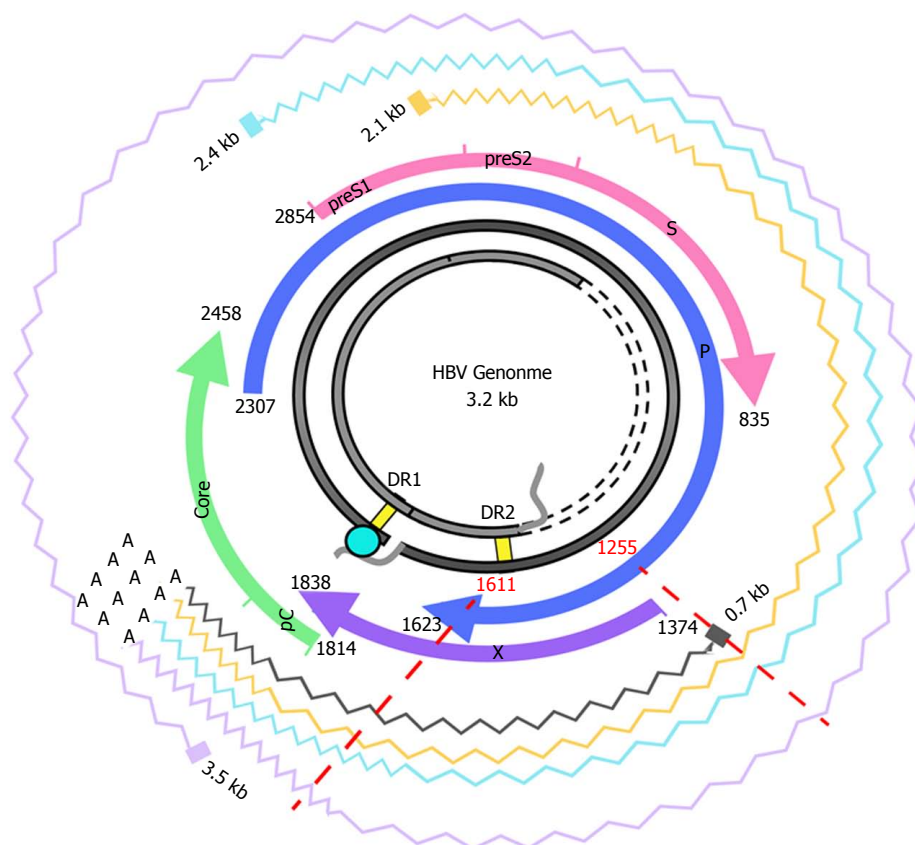 2.4 kb
2.1 kb
preS1
preS2
S
2854
2458
P
HBV Genonme
3.2 kb
2307
835
Core
DR1
DR2
1255
1611
1838
1623
1374
0.7 kb
pC
1814
X
A
A
A
A
A
A
A
A
A
A
A
3.5 kb